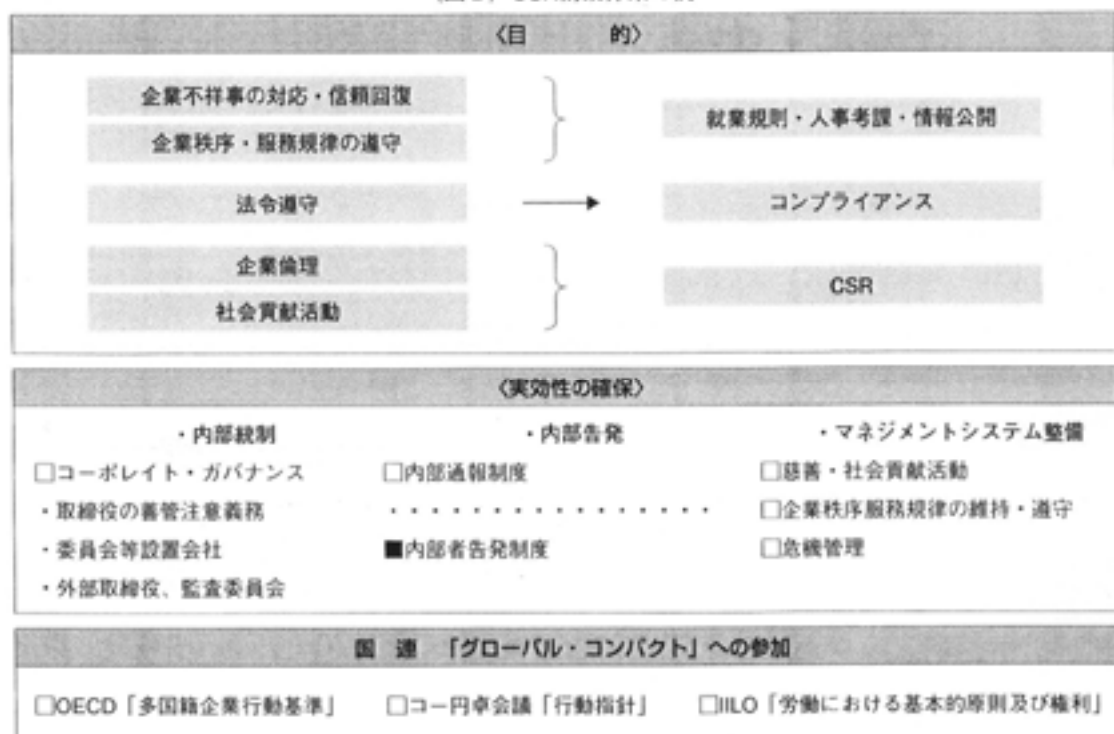 〈目 的〉
企業不祥事の対応・信頼回復
企業秩序・服務規律の遵守
就業規則・人事考課・情報公開
法令遵守
コンプライアンス
企業倫理
社会貢献活動
CSR
〈実効性の確保〉
・内部統制
□コーポレイト・ガバナンス
・取締役の善管注意義務
・委員会等設置会社
・外部取締役、監査委員会
・内部告発
□内部通報制度
・・・・・・・・・・・・・・・・
■内部者告発制度
・マネジメントシステム整備
□慈善・社会貢献活動
□企業秩序服務規律の維持・遵守
□危機管理
国 連 「グローバル・コンパクト」への参加
□OECD「多国籍企業行動基準」 □コー円卓会議「行動指針」 □IILO「労働における基本的原則及び権利」